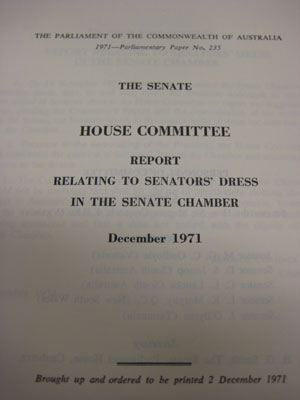 THE PARLIAMENT OF THE COMMONWEALTH OF AUSTRALIA
1971—Parliamentary Paper No. 235
THE SENATE
HOUSE COMMITTEE
REPORT
RELATING TO SENATORS' DRESS
IN THE SENATE CHAMBER
December 1971
Brought up and ordered to be printed 2 December 1971